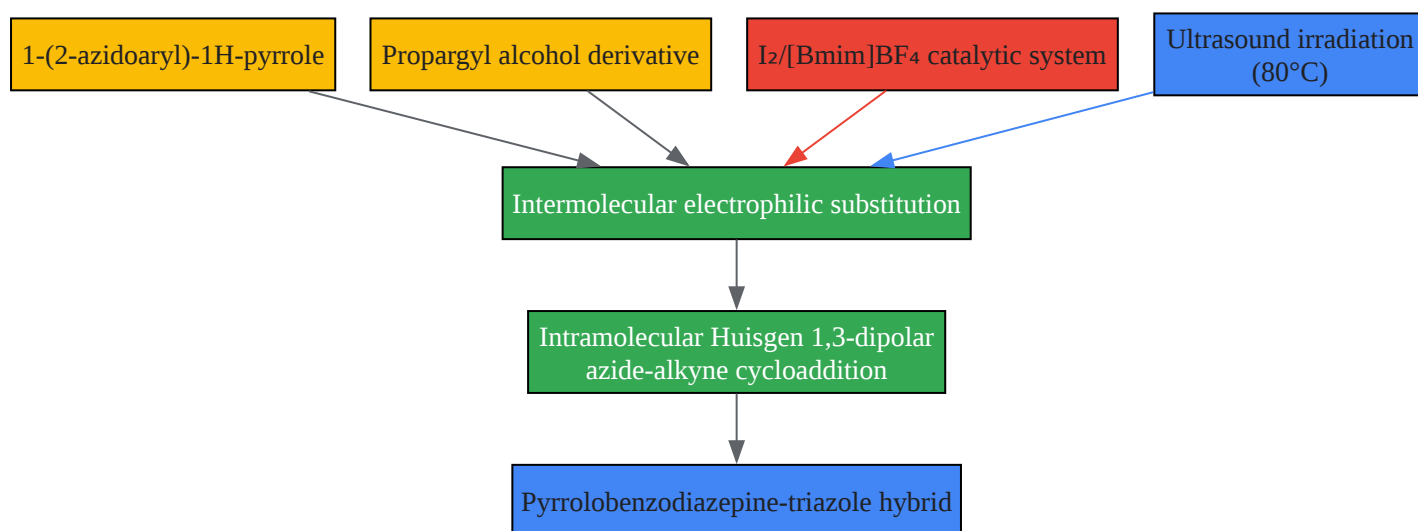 1-(2-azidoaryl)-1H-pyrrole
Propargyl alcohol derivative
I₂/[Bmim]BF₄ catalytic system
Ultrasound irradiation
(80°C)
Intermolecular electrophilic substitution
Intramolecular Huisgen 1,3-dipolar
azide-alkyne cycloaddition
Pyrrolobenzodiazepine-triazole hybrid